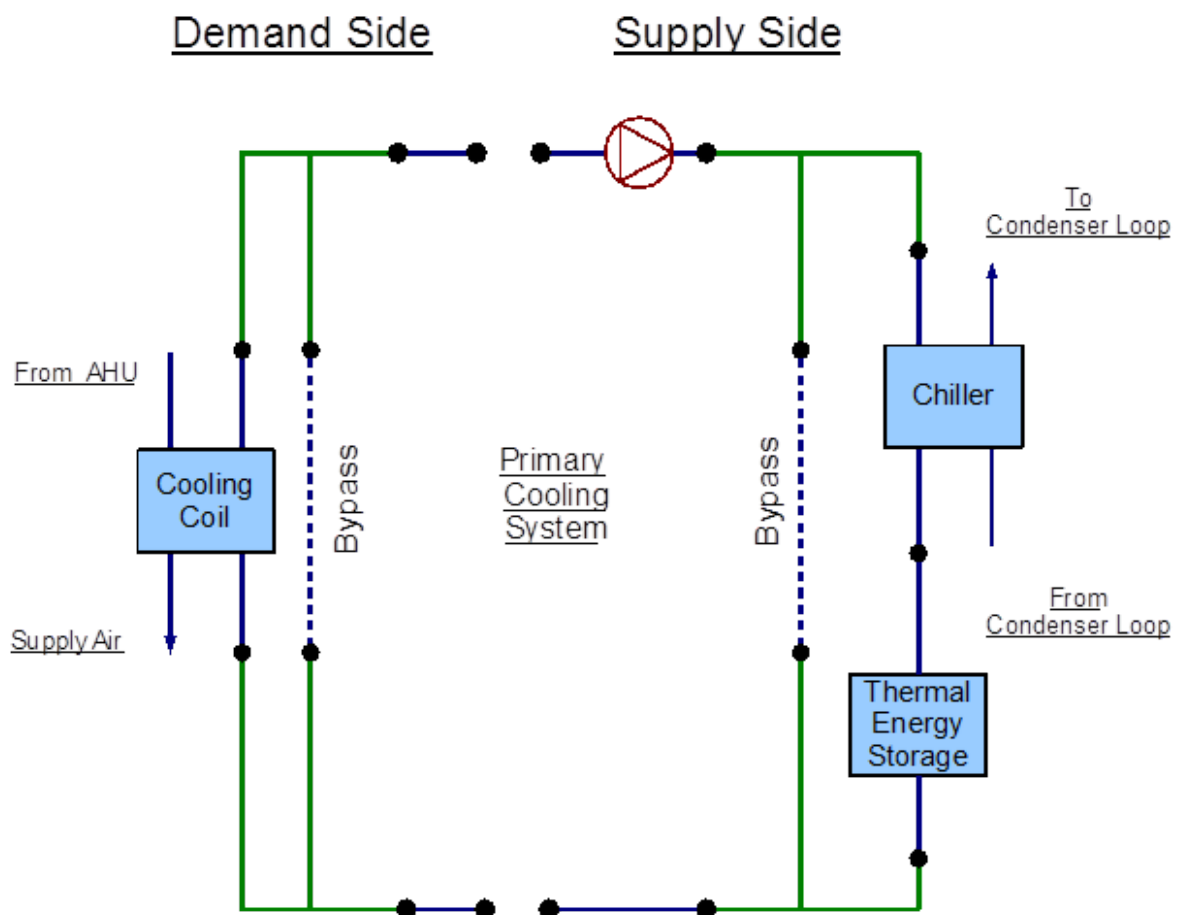 Demand Side
Supply Side
To
Condenser Loop
From AHU
Chiller
Cooling
Coil
Bypass
Primary
Cooling
System
Bypass
Supply Air
From
Condenser Loop
Thermal
Energy
Storage